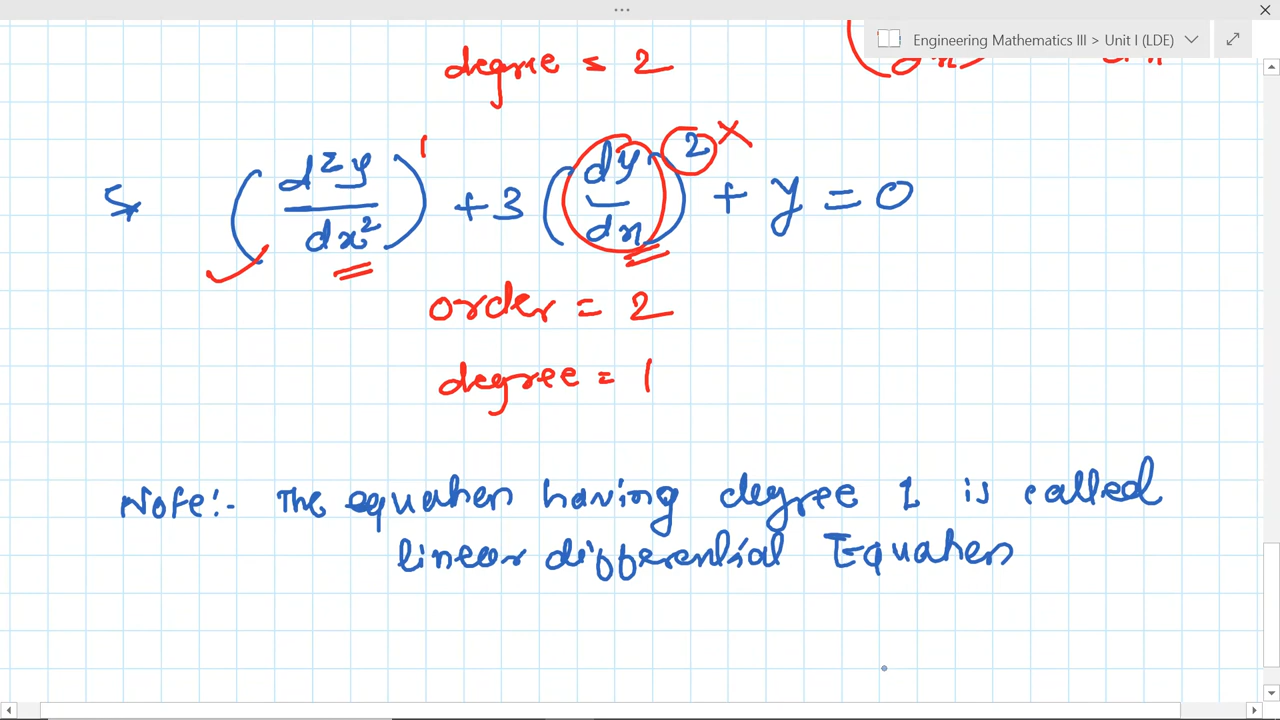 Engineering Mathematics III > Unit I (LDE)
degree = 2
(d²y/dx²)¹ + 3 (dy/dx)² + y = 0
order = 2
degree = 1
Note:- The equation having degree 1 is called
linear differential Equation